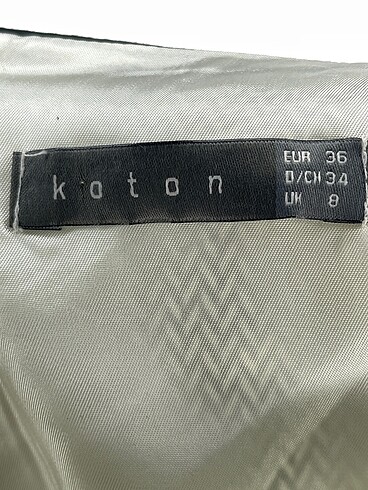 koton
EUR 36
D/CH 34
UK 8